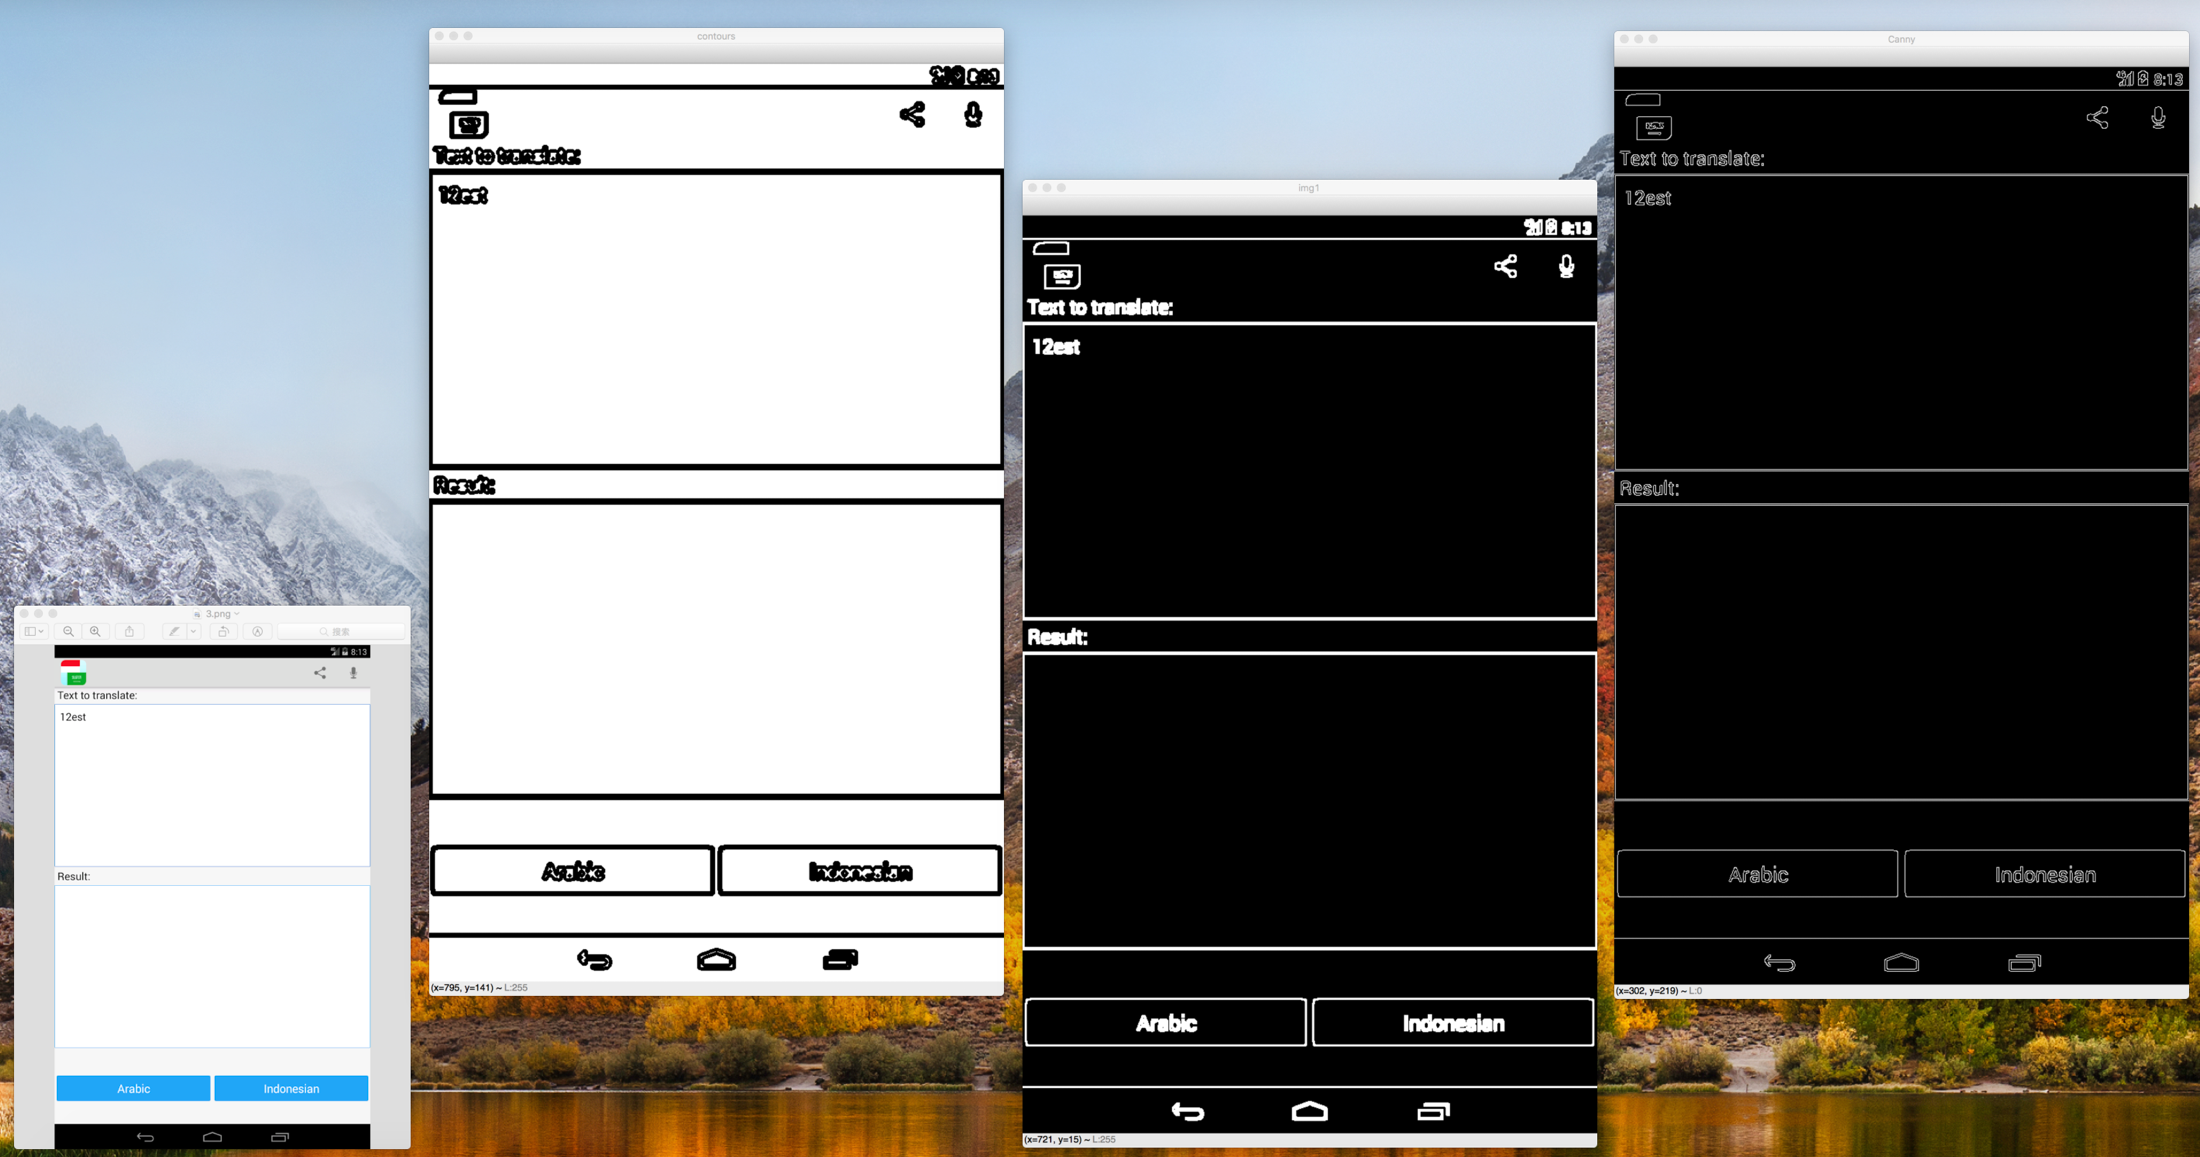 contours
Text to translate:
12est
Result:
Arabic
Indonesian
(x=795, y=141) ~ L:255
img1
8:13
Text to translate:
12est
Result:
Arabic
Indonesian
(x=721, y=15) ~ L:255
Canny
8:13
Text to translate:
12est
Result:
Arabic
Indonesian
(x=302, y=219) ~ L:0
3.png
搜索
8:13
Text to translate:
12est
Result:
Arabic
Indonesian